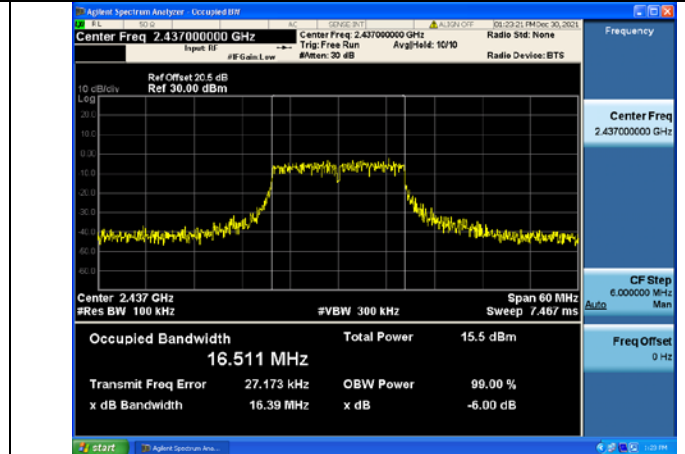 Agilent Spectrum Analyzer - Occupied BW
RL 50 Ω AC SENSE:INT ALIGN OFF 01:23:21 PM Dec 30, 2021
Center Freq 2.437000000 GHz
Input: RF
#IFGain:Low
Center Freq: 2.437000000 GHz
Trig: Free Run Avg|Hold: 10/10
#Atten: 30 dB
Radio Std: None
Radio Device: BTS
Frequency
Ref Offset 20.5 dB
10 dB/div Ref 30.00 dBm
Log
20.0
10.0
0.00
-10.0
-20.0
-30.0
-40.0
-50.0
-60.0
Center Freq
2.437000000 GHz
Center 2.437 GHz Span 60 MHz
#Res BW 100 kHz #VBW 300 kHz Sweep 7.467 ms
CF Step
6.000000 MHz
Auto Man
Occupied Bandwidth Total Power 15.5 dBm
16.511 MHz
Transmit Freq Error 27.173 kHz OBW Power 99.00 %
x dB Bandwidth 16.39 MHz x dB -6.00 dB
Freq Offset
0 Hz
start Agilent Spectrum Ana... 1:23 PM